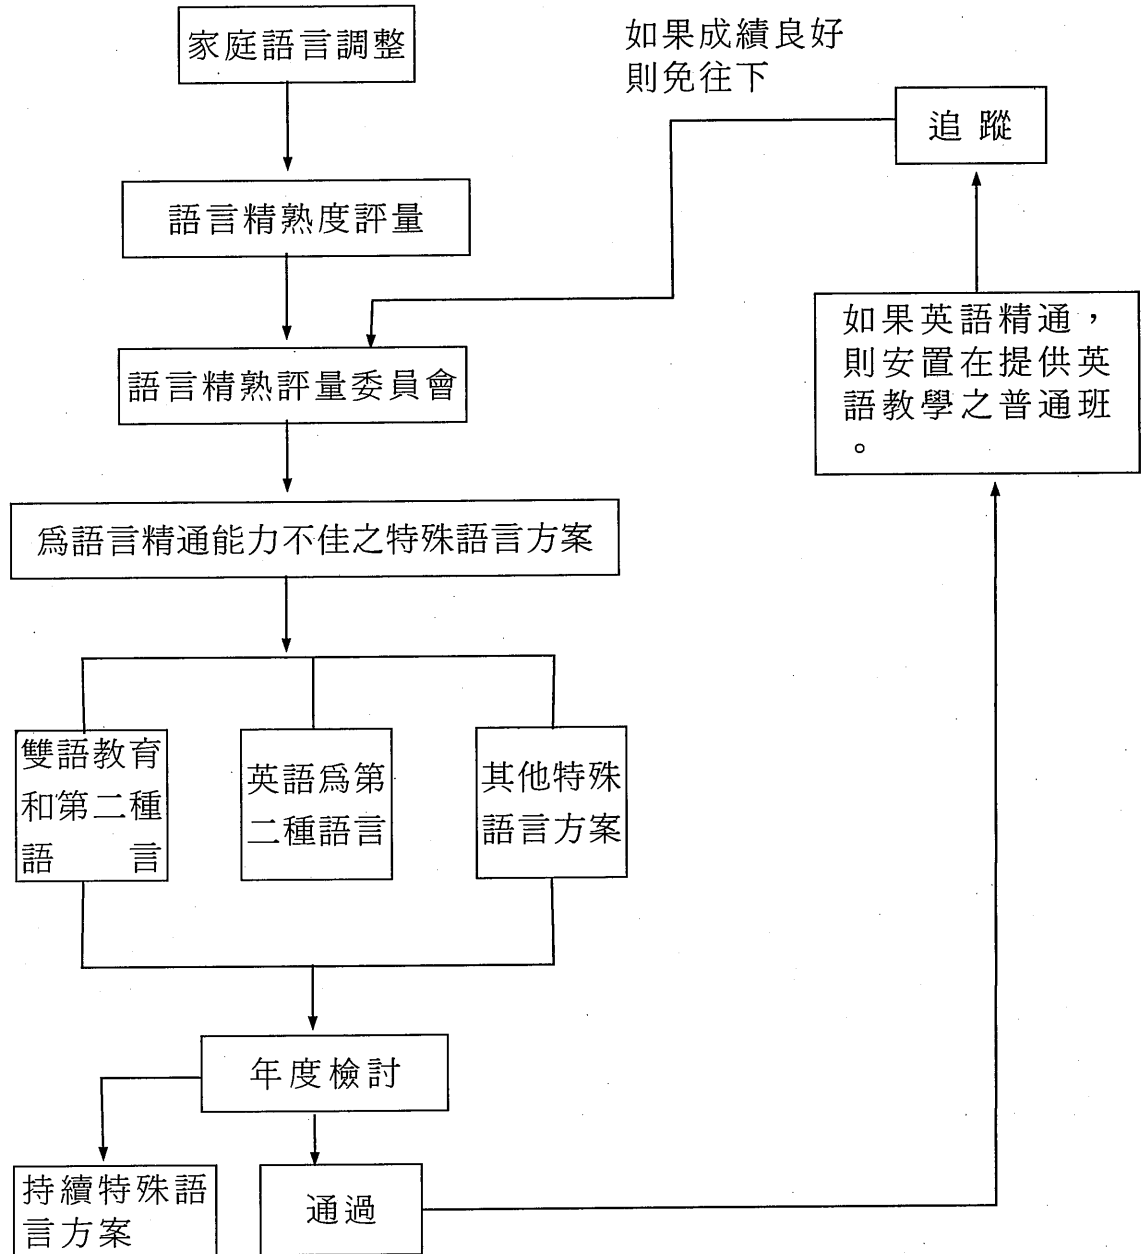 家庭語言調整
如果成績良好
則免往下
追蹤
語言精熟度評量
如果英語精通，
則安置在提供英
語教學之普通班
。
語言精熟評量委員會
爲語言精通能力不佳之特殊語言方案
雙語教育
和第二種
語言
英語爲第
二種語言
其他特殊
語言方案
年度檢討
持續特殊語
言方案
通過